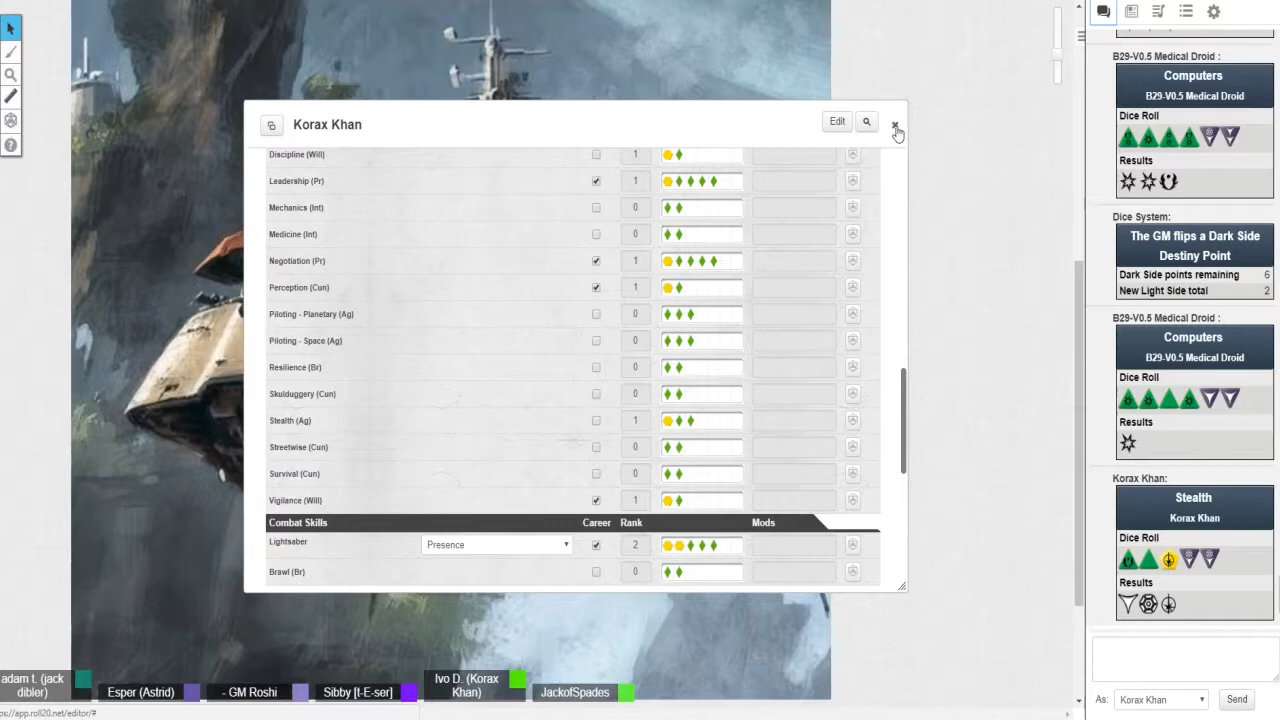 Korax Khan
Edit
Discipline (Will) 1
Leadership (Pr) 1
Mechanics (Int) 0
Medicine (Int) 0
Negotiation (Pr) 1
Perception (Cun) 1
Piloting - Planetary (Ag) 0
Piloting - Space (Ag) 0
Resilience (Br) 0
Skulduggery (Cun) 0
Stealth (Ag) 1
Streetwise (Cun) 0
Survival (Cun) 0
Vigilance (Will) 1
Combat Skills Career Rank Mods
Lightsaber Presence 2
Brawl (Br) 0
B29-V0.5 Medical Droid :
Computers
B29-V0.5 Medical Droid
Dice Roll
Results
Dice System:
The GM flips a Dark Side
Destiny Point
Dark Side points remaining 6
New Light Side total 2
B29-V0.5 Medical Droid :
Computers
B29-V0.5 Medical Droid
Dice Roll
Results
Korax Khan:
Stealth
Korax Khan
Dice Roll
Results
As: Korax Khan Send
adam t. (jack
dibler)
Esper (Astrid)
- GM Roshi
Sibby [t-E-ser]
Ivo D. (Korax
Khan)
JackofSpades
ps://app.roll20.net/editor/#